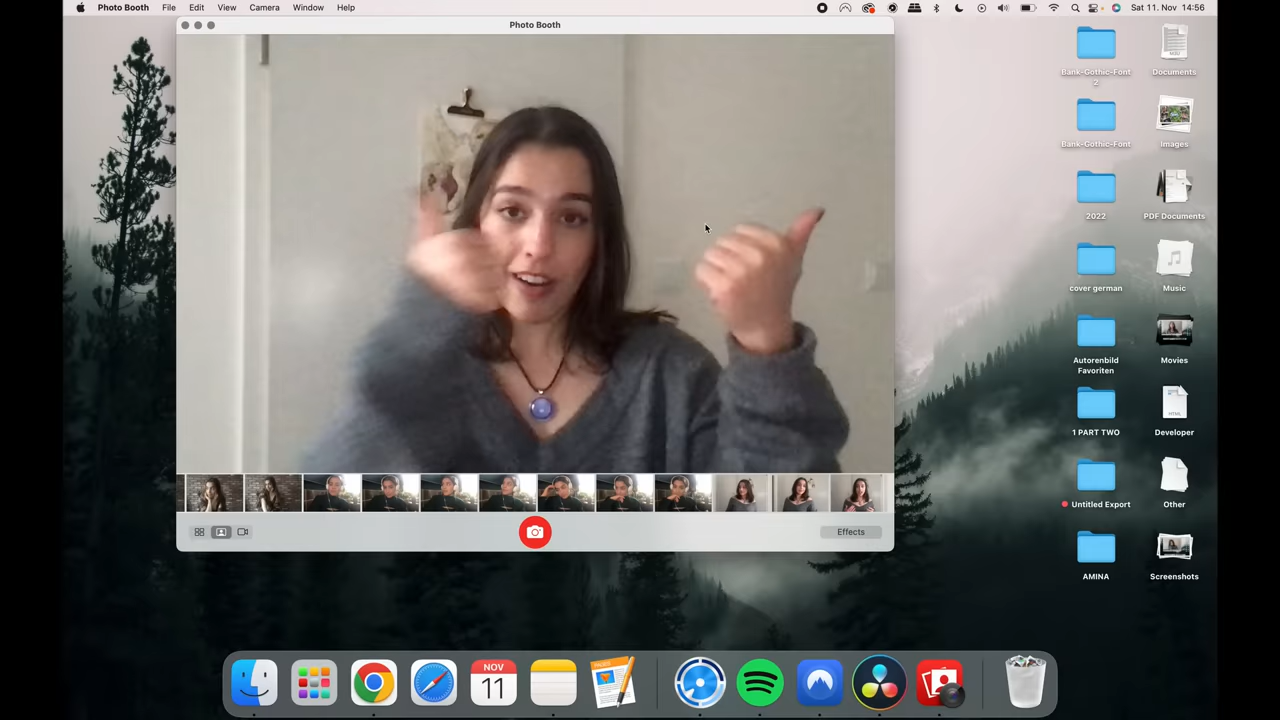 Photo Booth File Edit View Camera Window Help Sat 11. Nov 14:56
Photo Booth
Bank-Gothic-Font
2
Documents
Bank-Gothic-Font
Images
2022
PDF Documents
cover german
Music
Autorenbild
Favoriten
Movies
1 PART TWO
HTML
Developer
Untitled Export
Other
AMINA
Screenshots
Effects
NOV
11
PAGES